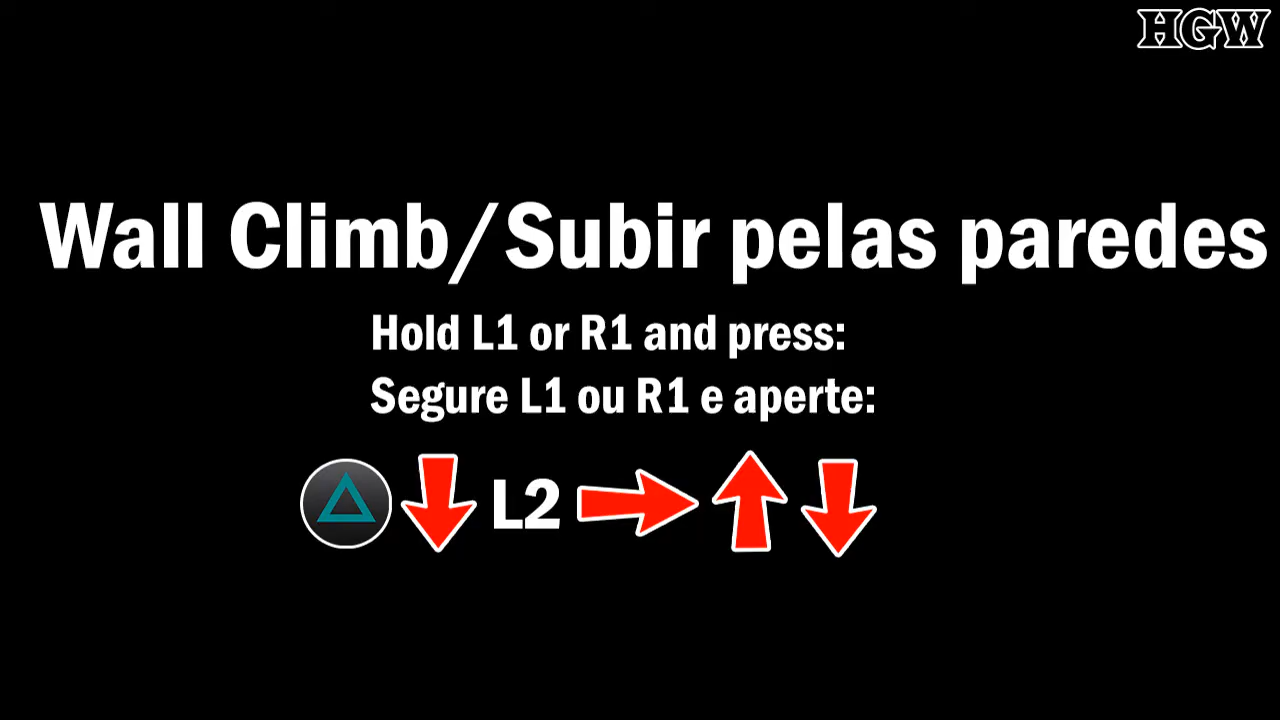 HGW
Wall Climb/Subir pelas paredes
Hold L1 or R1 and press:
Segure L1 ou R1 e aperte:
L2